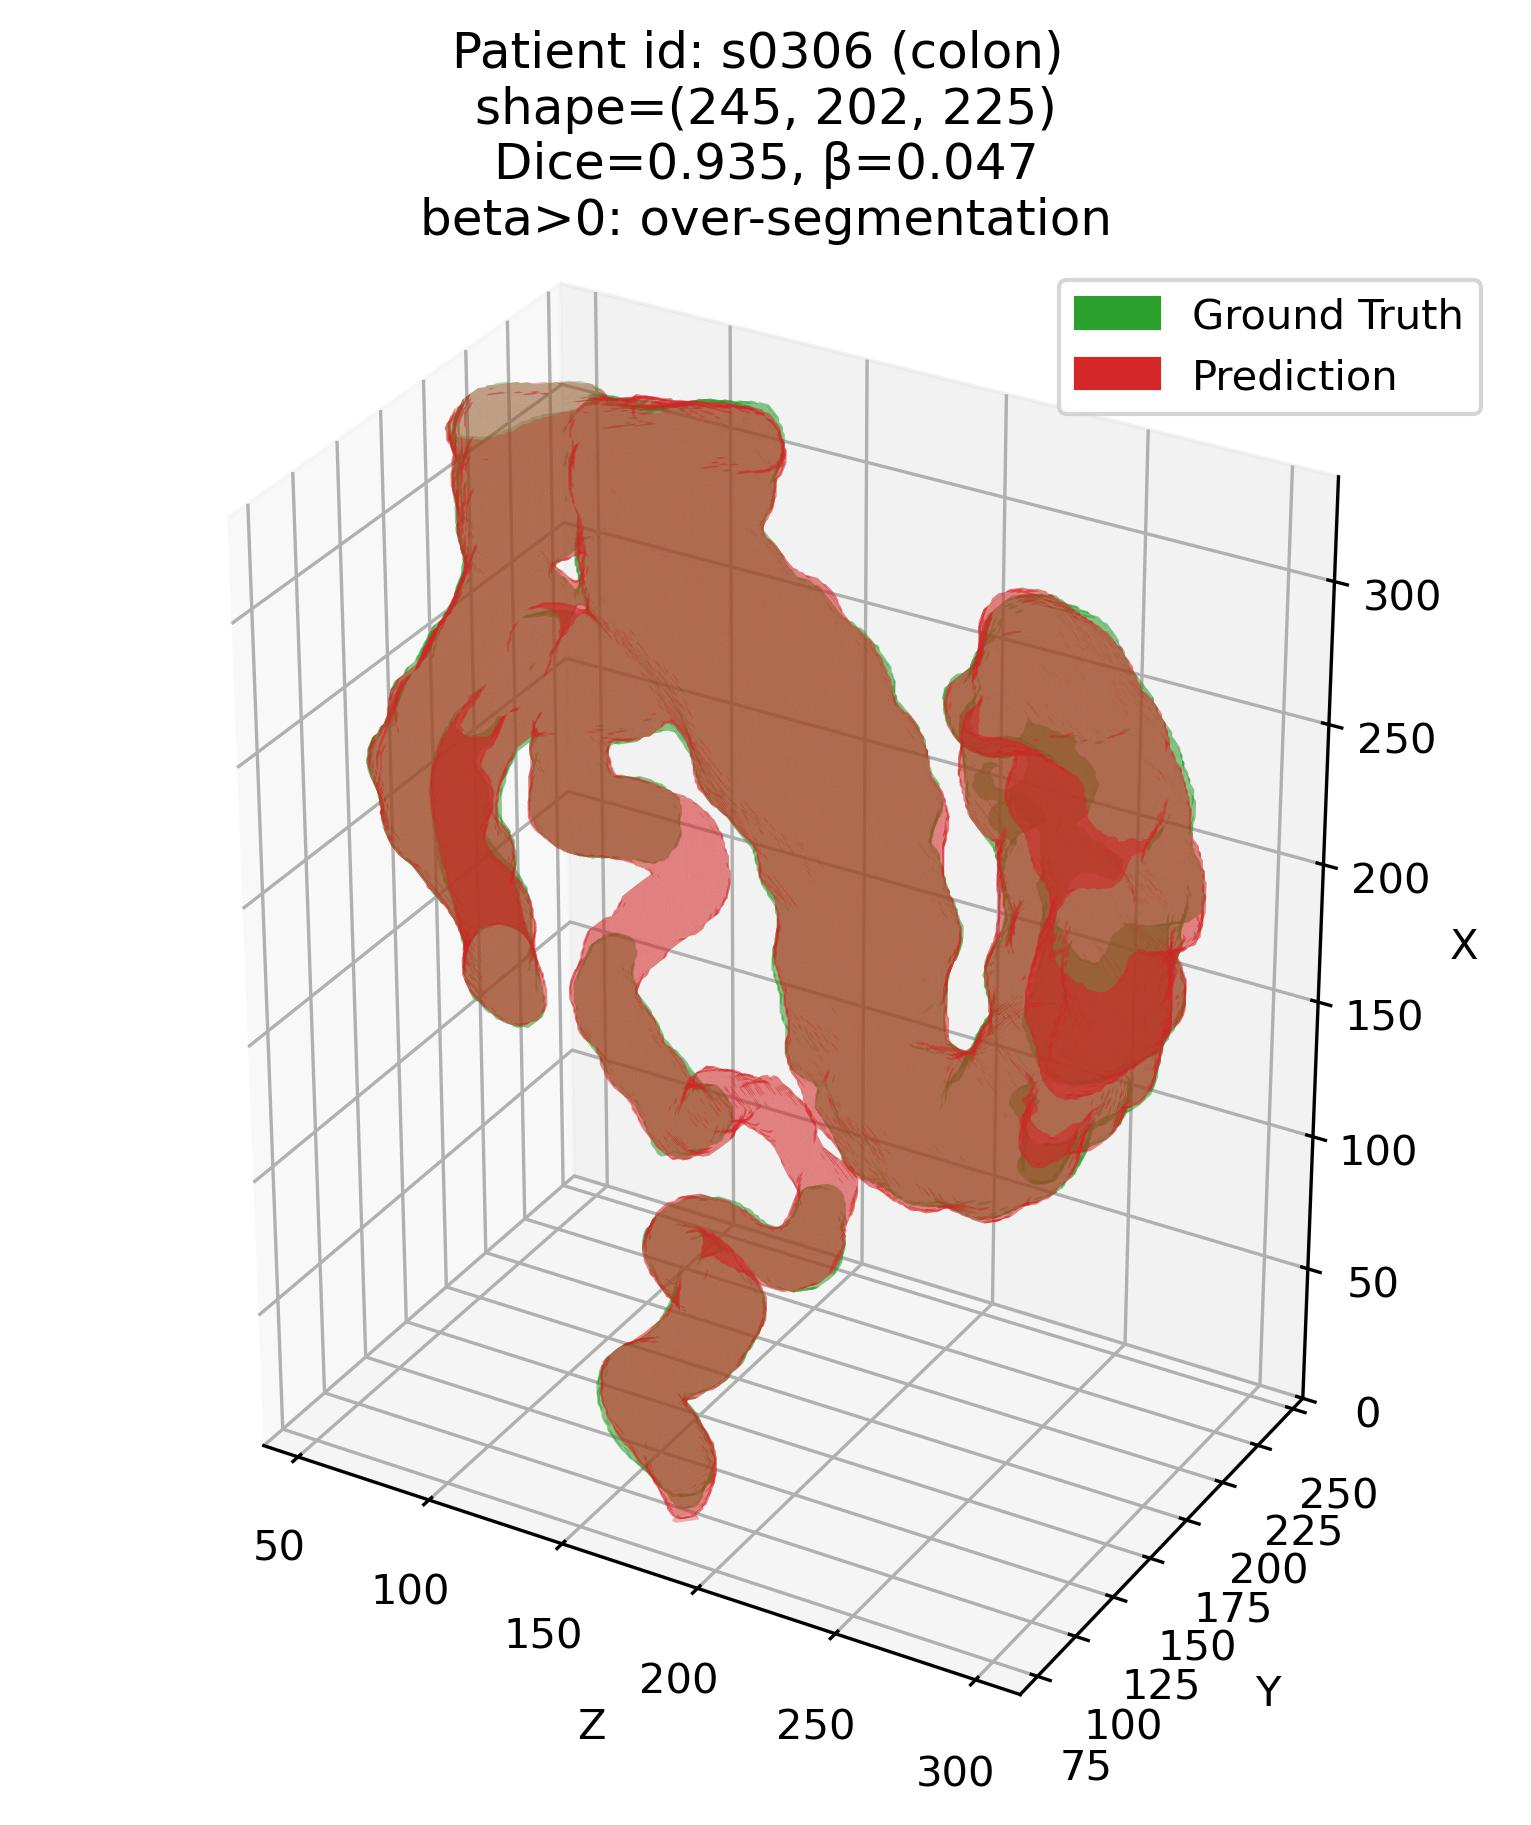 Patient id: s0306 (colon)
shape=(245, 202, 225)
Dice=0.935, β=0.047
beta>0: over-segmentation
Ground Truth
Prediction
300
250
200
X
150
100
50
0
50
100
150
200
250
300
Z
250
225
200
175
150
125
100
75
Y